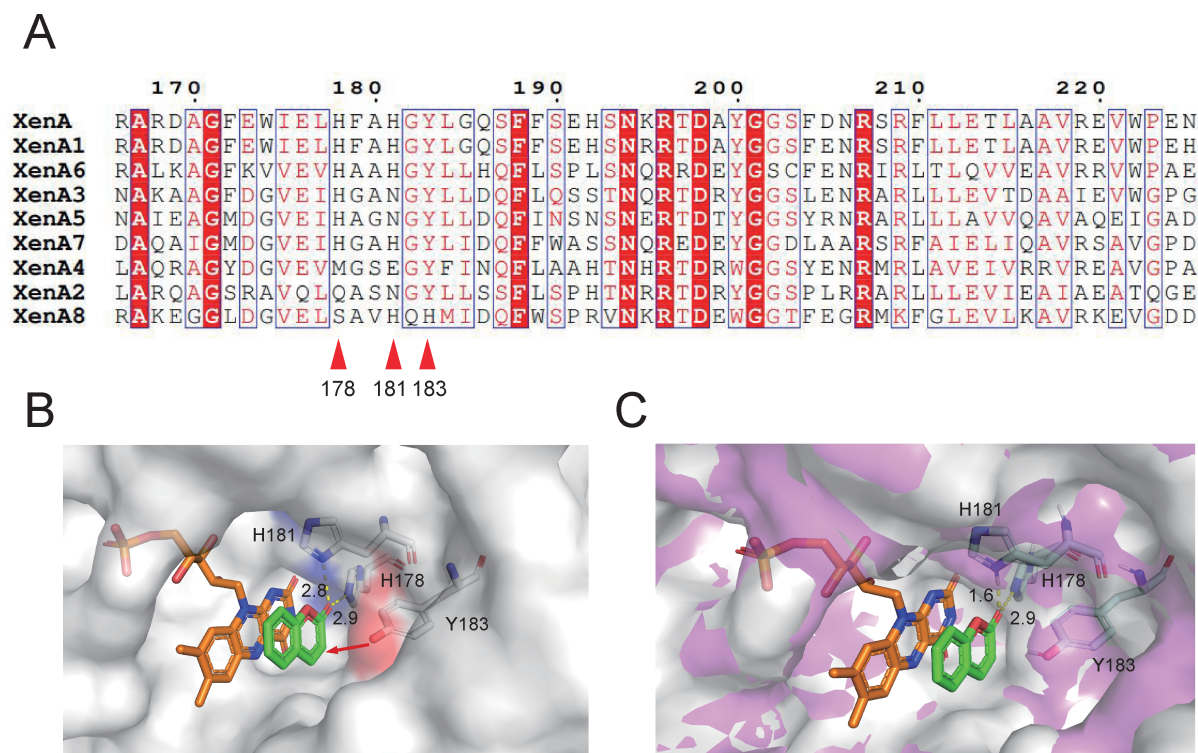 A
170 180 190 200 210 220
XenA RARDAGFEWIELHFAHGYLGQSFFSEHSNKRTDAYGGSFDNRSRFLLETLAAVREVWPEN
XenA1 RARDAGFEWIELHFAHGYLGQSFFSEHSNRRTDAYGGSFENRSRFLLETLAAVREVWPEH
XenA6 RALKAGFKVVEVHAAHGYLLHQFLSPLSNQRRDEYGSCFENRIRLTLQVVEAVRRVWPAE
XenA3 NAKAAGFDGVEIHGANGYLLDQFLQSSTNQRTDRYGGSLENRARLLLEVTDAAIEVWGPG
XenA5 NAIEAGMDGVEIHGAGNGYLLDQFINSNSNERTDTYGGSYRNRARLLLAVVQAVAQEIGAD
XenA7 DAQAIGMDGVEIHGAHGYLIDQFFWASSNQREDEYGGDLAARSRFAIELIQAVRSAVGPD
XenA4 LAQRAGYDGVEVMGSEGYFINQFLAAHTNHRTDRWGGSYENRMRLAVEIVRRVREAVGPA
XenA2 LARQAGSRAVQLQASNGYLLSSFLSPHTNRRTDRYGGSPLRRARLLLEVIEAIAEATQGE
XenA8 RAKEGGLDGVELSAVHQHMIDQFWSPRVNKRTDEWGGTFEGRMKFGLEVLKAVRKEVGDD
178 181 183
B
H181
H178
2.8
2.9
Y183
C
H181
H178
1.6
2.9
Y183